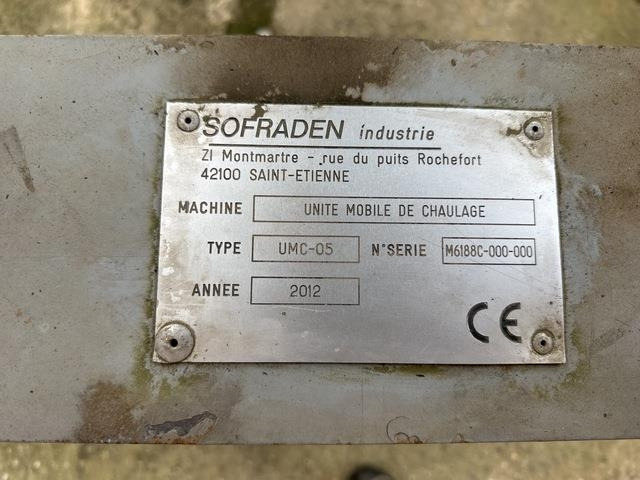 SOFRADEN industrie
ZI Montmartre - rue du puits Rochefort
42100 SAINT-ETIENNE
MACHINE UNITE MOBILE DE CHAULAGE
TYPE UMC-05 N°SERIE M6188C-000-000
ANNEE 2012
CE